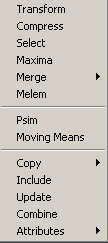 Transform
Compress
Select
Maxima
Merge
Melem
Psim
Moving Means
Copy
Include
Update
Combine
Attributes